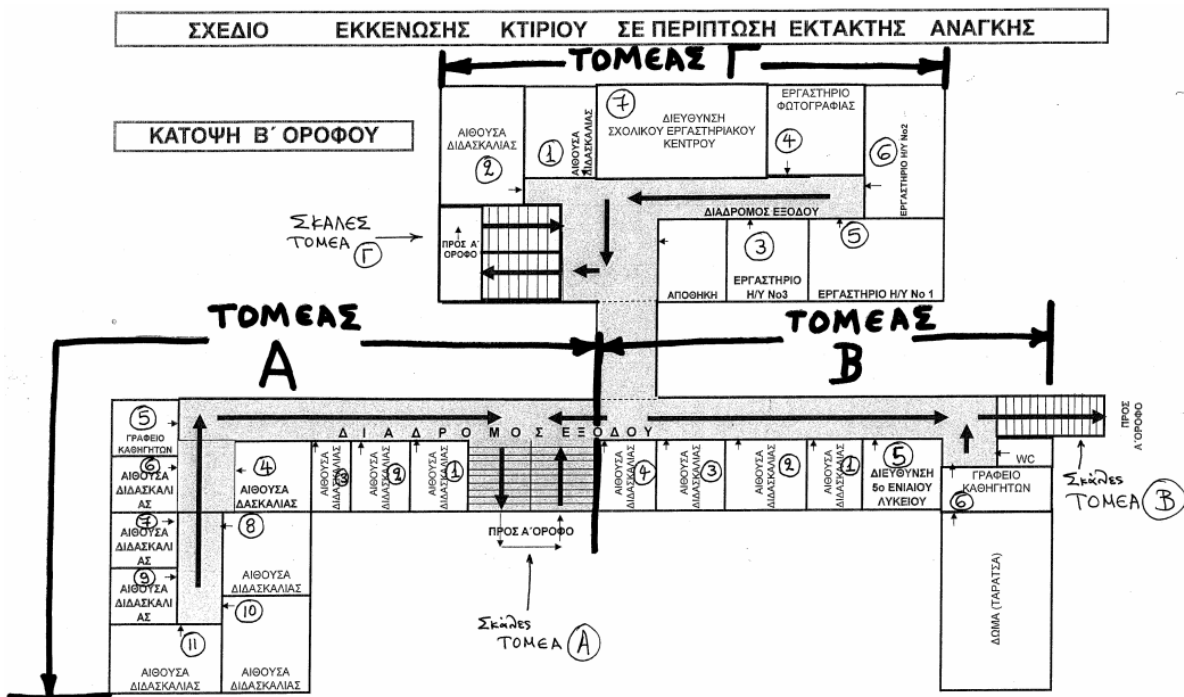 ΣΧΕΔΙΟ ΕΚΚΕΝΩΣΗΣ ΚΤΙΡΙΟΥ ΣΕ ΠΕΡΙΠΤΩΣΗ ΕΚΤΑΚΤΗΣ ΑΝΑΓΚΗΣ
ΤΟΜΕΑΣ Γ
ΚΑΤΟΨΗ Β΄ ΟΡΟΦΟΥ
ΑΙΘΟΥΣΑ
ΔΙΔΑΣΚΑΛΙΑΣ
2
1
ΑΙΘΟΥΣΑ
ΔΙΔΑΣΚΑΛΙΑΣ
7
ΔΙΕΥΘΥΝΣΗ
ΣΧΟΛΙΚΟΥ ΕΡΓΑΣΤΗΡΙΑΚΟΥ
ΚΕΝΤΡΟΥ
ΕΡΓΑΣΤΗΡΙΟ
ΦΩΤΟΓΡΑΦΙΑΣ
4
6
ΕΡΓΑΣΤΗΡΙΟ Η/Υ Νο2
ΔΙΑΔΡΟΜΟΣ ΕΞΟΔΟΥ
ΣΚΑΛΕΣ
ΤΟΜΕΑ
Γ
ΠΡΟΣ Α΄
ΟΡΟΦΟ
ΑΠΟΘΗΚΗ
3
ΕΡΓΑΣΤΗΡΙΟ
Η/Υ Νο3
5
ΕΡΓΑΣΤΗΡΙΟ Η/Υ Νο 1
ΤΟΜΕΑΣ
Α
ΤΟΜΕΑΣ
Β
ΔΙΑΔΡΟΜΟΣ ΕΞΟΔΟΥ
5
ΓΡΑΦΕΙΟ
ΚΑΘΗΓΗΤΩΝ
6
ΑΙΘΟΥΣΑ
ΔΙΔΑΣΚΑΛΙ
ΑΣ
7
ΑΙΘΟΥΣΑ
ΔΙΔΑΣΚΑΛΙ
ΑΣ
9
ΑΙΘΟΥΣΑ
ΔΙΔΑΣΚΑΛΙ
ΑΣ
11
ΑΙΘΟΥΣΑ
ΔΙΔΑΣΚΑΛΙΑΣ
4
ΑΙΘΟΥΣΑ
ΔΑΣΚΑΛΙΑΣ
8
ΑΙΘΟΥΣΑ
ΔΙΔΑΣΚΑΛΙΑΣ
10
ΑΙΘΟΥΣΑ
ΔΙΔΑΣΚΑΛΙΑΣ
ΑΙΘΟΥΣΑ
ΔΙΔΑΣΚΑΛΙΑΣ
3
ΑΙΘΟΥΣΑ
ΔΙΔΑΣΚΑΛΙΑΣ
2
ΑΙΘΟΥΣΑ
ΔΙΔΑΣΚΑΛΙΑΣ
1
ΠΡΟΣ Α΄ΟΡΟΦΟ
Σκάλες
ΤΟΜΕΑ
Α
ΑΙΘΟΥΣΑ
ΔΙΔΑΣΚΑΛΙΑΣ
4
ΑΙΘΟΥΣΑ
ΔΙΔΑΣΚΑΛΙΑΣ
3
ΑΙΘΟΥΣΑ
ΔΙΔΑΣΚΑΛΙΑΣ
2
ΑΙΘΟΥΣΑ
ΔΙΔΑΣΚΑΛΙΑΣ
1
5
ΔΙΕΥΘΥΝΣΗ
5ο ΕΝΙΑΙΟΥ
ΛΥΚΕΙΟΥ
WC
ΓΡΑΦΕΙΟ
ΚΑΘΗΓΗΤΩΝ
6
ΔΩΜΑ (ΤΑΡΑΤΣΑ)
ΠΡΟΣ
Α΄ΟΡΟΦΟ
Σκάλες
ΤΟΜΕΑ
Β